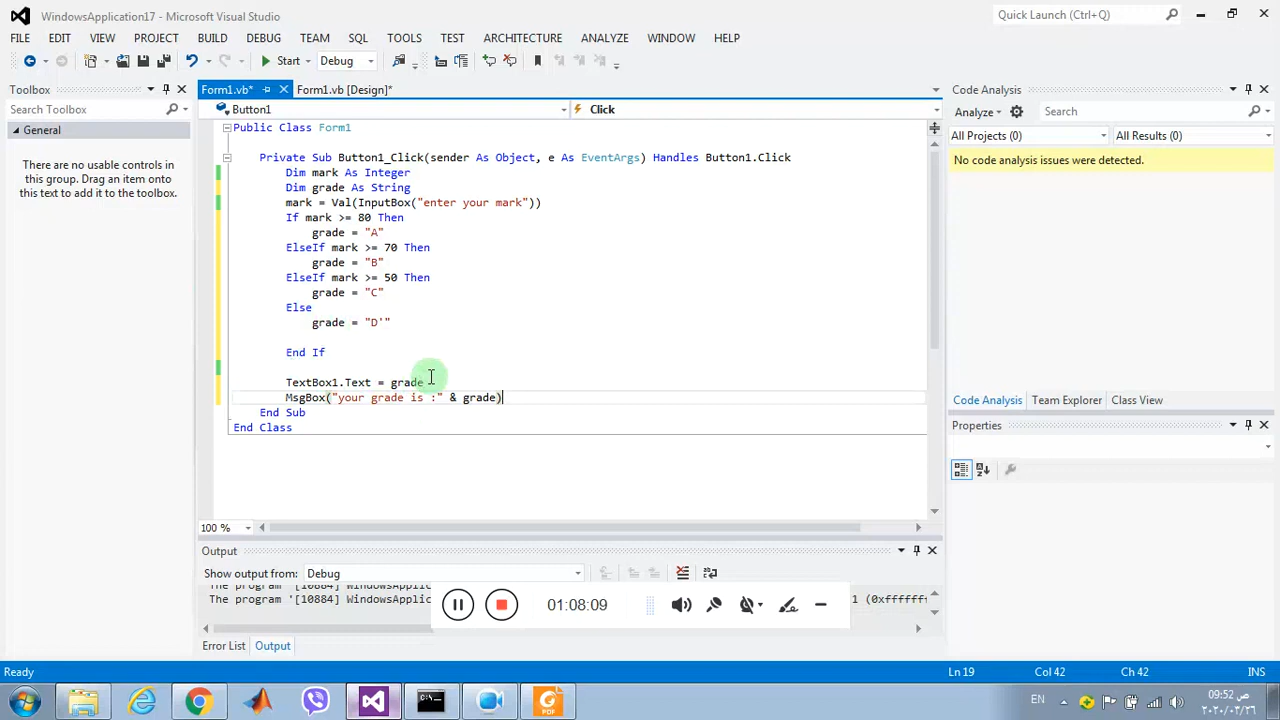 WindowsApplication17 - Microsoft Visual Studio
Quick Launch (Ctrl+Q)
FILE EDIT VIEW PROJECT BUILD DEBUG TEAM SQL TOOLS TEST ARCHITECTURE ANALYZE WINDOW HELP
Start Debug
Toolbox
Search Toolbox
General
There are no usable controls in
this group. Drag an item onto
this text to add it to the toolbox.
Form1.vb* Form1.vb [Design]*
Button1 Click
Public Class Form1
Private Sub Button1_Click(sender As Object, e As EventArgs) Handles Button1.Click
Dim mark As Integer
Dim grade As String
mark = Val(InputBox("enter your mark"))
If mark >= 80 Then
grade = "A"
ElseIf mark >= 70 Then
grade = "B"
ElseIf mark >= 50 Then
grade = "C"
Else
grade = "D'"
End If
TextBox1.Text = grade
MsgBox("your grade is :" & grade)
End Sub
End Class
100 %
Code Analysis
Analyze Search
All Projects (0) All Results (0)
No code analysis issues were detected.
Code Analysis Team Explorer Class View
Properties
Output
Show output from: Debug
The program '[10884] WindowsApplic
The program '[10884] WindowsApplic 1 (0xfffffff
01:08:09
Error List Output
Ready Ln 19 Col 42 Ch 42 INS
PDF
EN
09:52 ص
٢٠٢٠/٠٣/٢٦